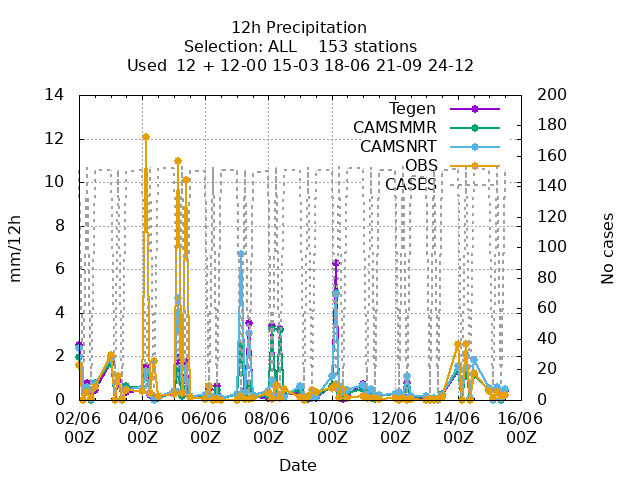 12h Precipitation
Selection: ALL    153 stations
Used  12 + 12-00 15-03 18-06 21-09 24-12
14
12
10
8
6
4
2
0
mm/12h
200
180
160
140
120
100
80
60
40
20
0
No cases
Tegen
CAMSMMR
CAMSNRT
OBS
CASES
02/06 04/06 06/06 08/06 10/06 12/06 14/06 16/06
00Z 00Z 00Z 00Z 00Z 00Z 00Z 00Z
Date